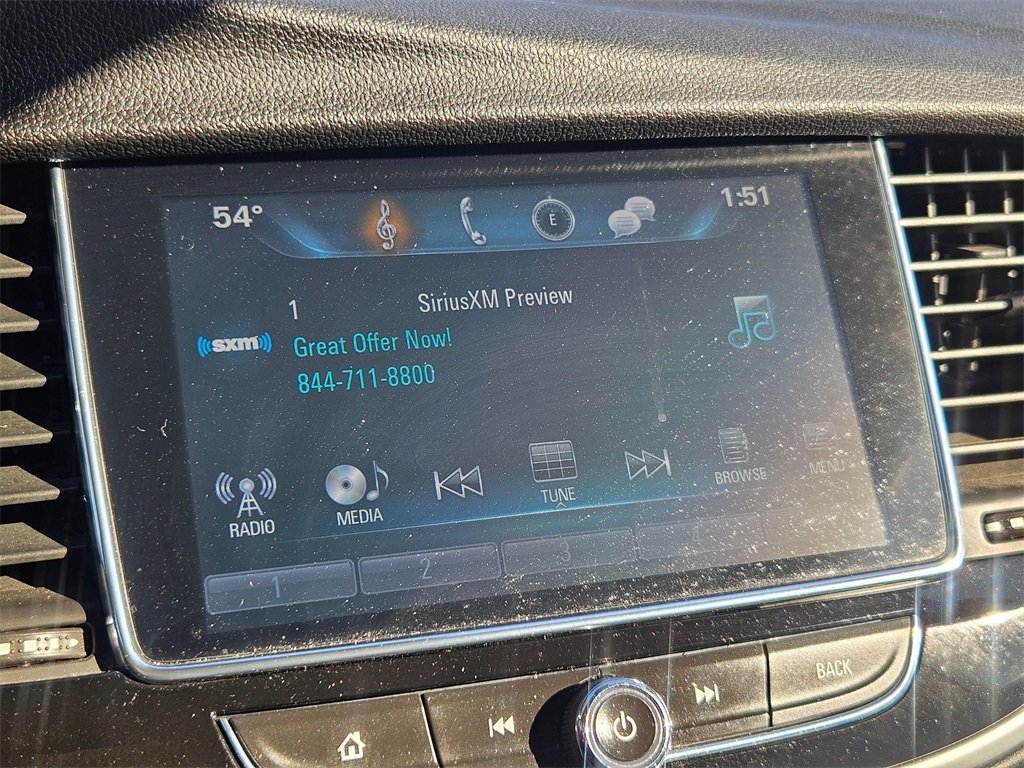 54° 1:51
E
1 SiriusXM Preview
sxm
Great Offer Now!
844-711-8800
RADIO MEDIA TUNE BROWSE MENU
1 2 3 4
BACK